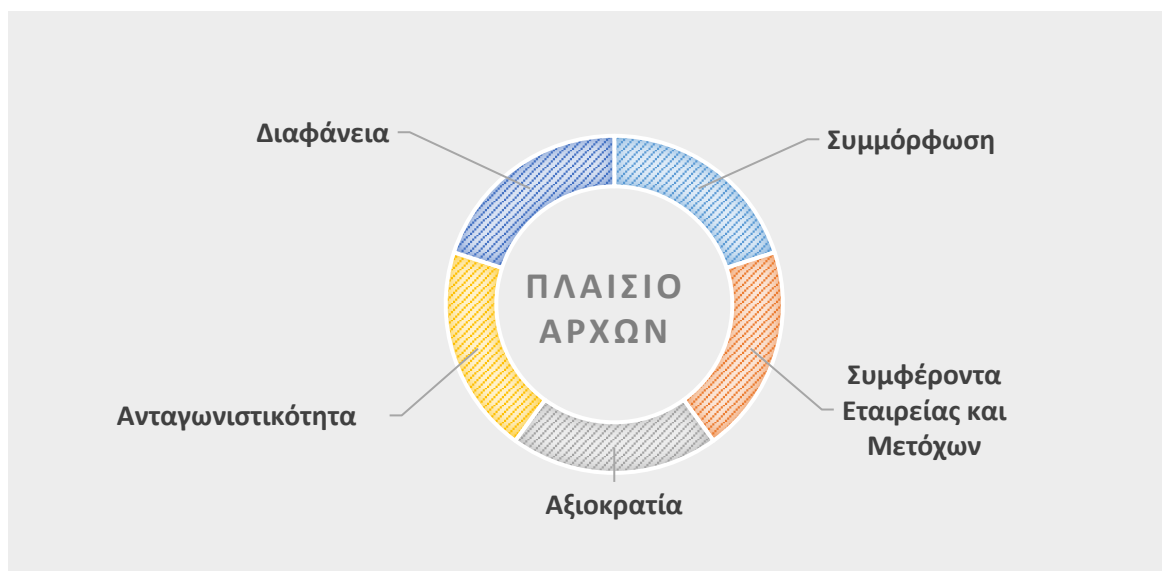 Διαφάνεια
Συμμόρφωση
ΠΛΑΙΣΙΟ
ΑΡΧΩΝ
Συμφέροντα
Εταιρείας και
Μετόχων
Ανταγωνιστικότητα
Αξιοκρατία